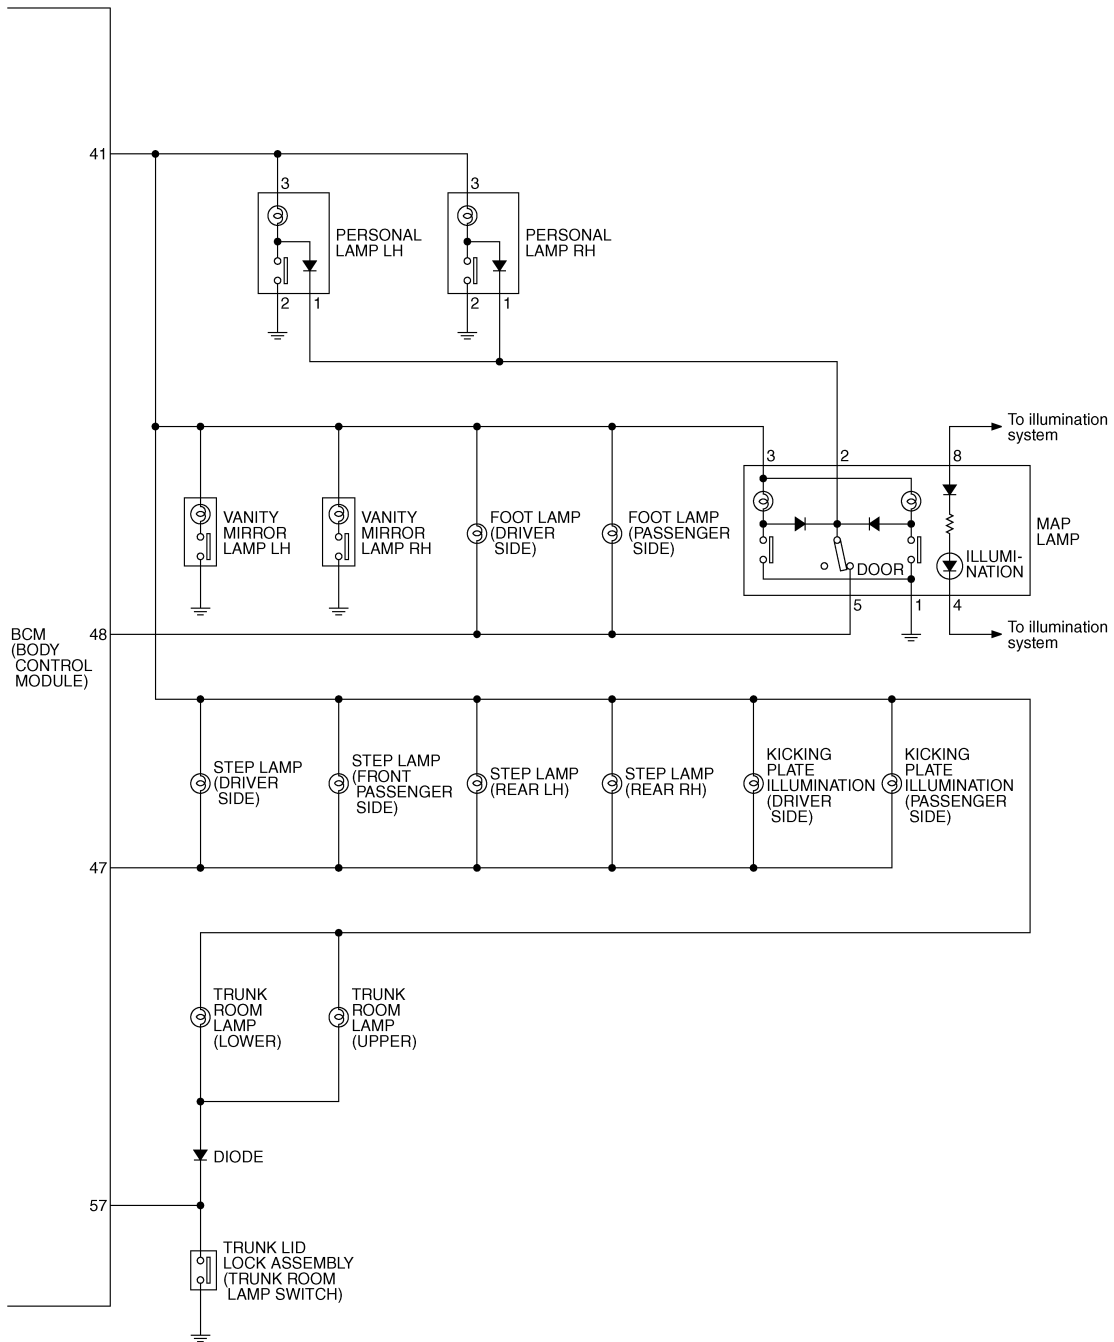 41
3
3
PERSONAL
LAMP LH
PERSONAL
LAMP RH
2
1
2
1
To illumination
system
3
2
8
VANITY
MIRROR
LAMP LH
VANITY
MIRROR
LAMP RH
FOOT LAMP
(DRIVER
SIDE)
FOOT LAMP
(PASSENGER
SIDE)
MAP
LAMP
DOOR
ILLUMI-
NATION
5
1
4
To illumination
system
BCM
(BODY
CONTROL
MODULE)
48
STEP LAMP
(DRIVER
SIDE)
STEP LAMP
(FRONT
PASSENGER
SIDE)
STEP LAMP
(REAR LH)
STEP LAMP
(REAR RH)
KICKING
PLATE
ILLUMINATION
(DRIVER
SIDE)
KICKING
PLATE
ILLUMINATION
(PASSENGER
SIDE)
47
TRUNK
ROOM
LAMP
(LOWER)
TRUNK
ROOM
LAMP
(UPPER)
DIODE
57
TRUNK LID
LOCK ASSEMBLY
(TRUNK ROOM
LAMP SWITCH)